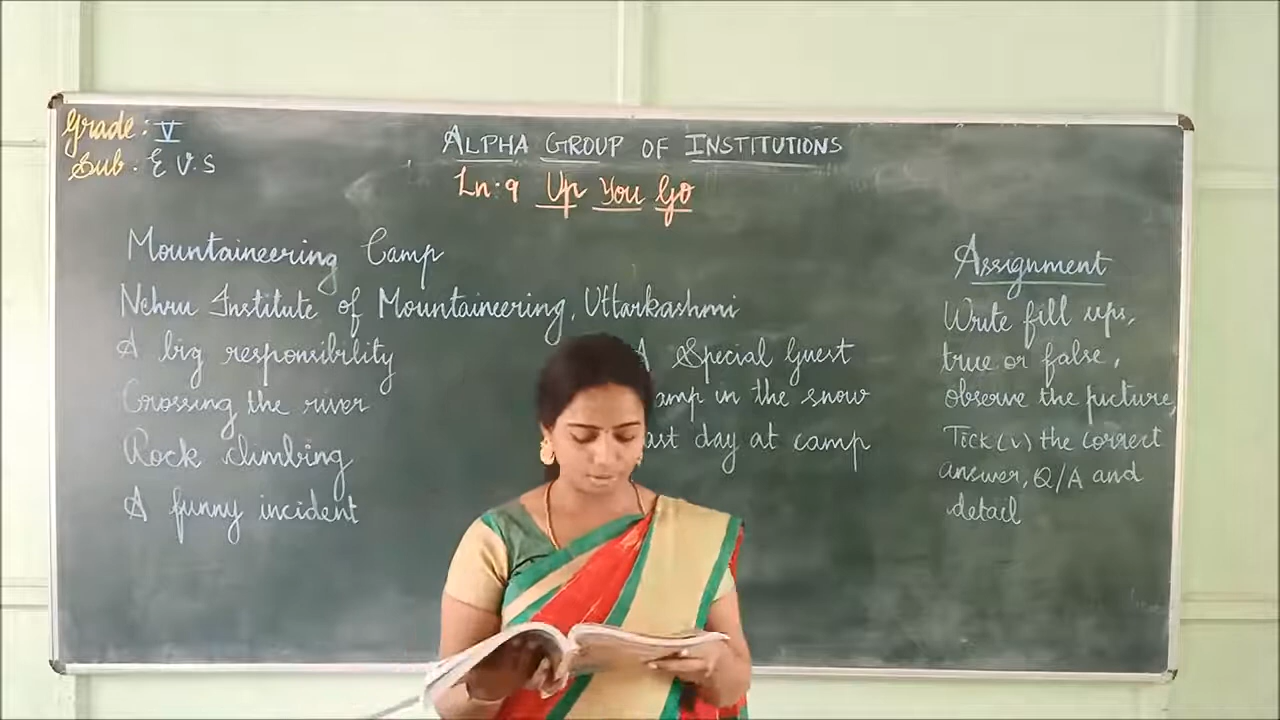 Grade: V
Sub. E V.S
ALPHA GROUP OF INSTITUTIONS
Ln:9 Up You Go
Mountaineering Camp
Nehru Institute of Mountaineering, Uttarkashmi
A big responsibility
Crossing the river
Rock climbing
A funny incident
A Special Guest
amp in the snow
ast day at camp
Assignment
Write fill ups,
true or false,
observe the picture,
Tick(✓) the correct
answer, Q/A and
detail